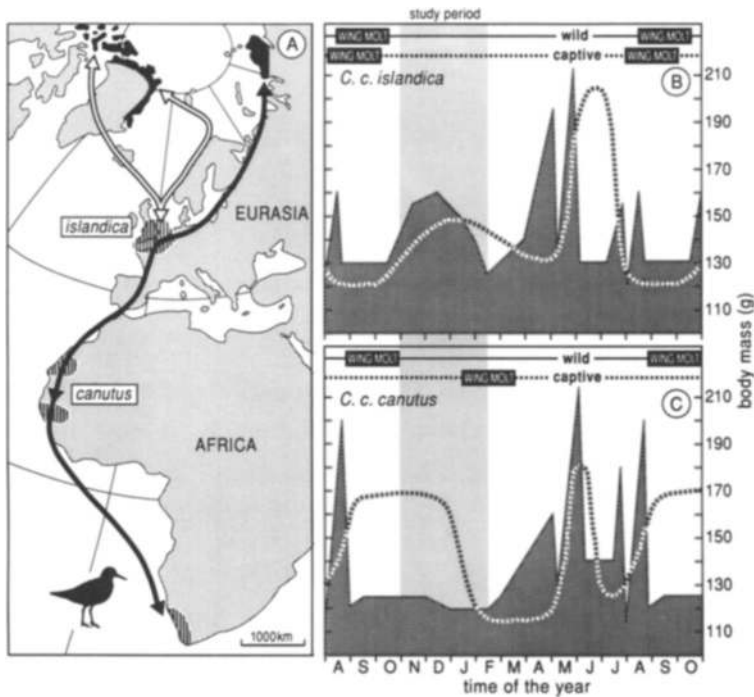 study period
A
islandica
EURASIA
canutus
AFRICA
1000km
WING MOLT wild WING MOLT
WING MOLT captive WING MOLT
C. c. islandica
B
210
190
170
150
130
110
WING MOLT wild WING MOLT
WING MOLT captive
C. c. canutus
C
210
190
170
150
130
110
body mass (g)
A S O N D J F M A M J J A S O
time of the year